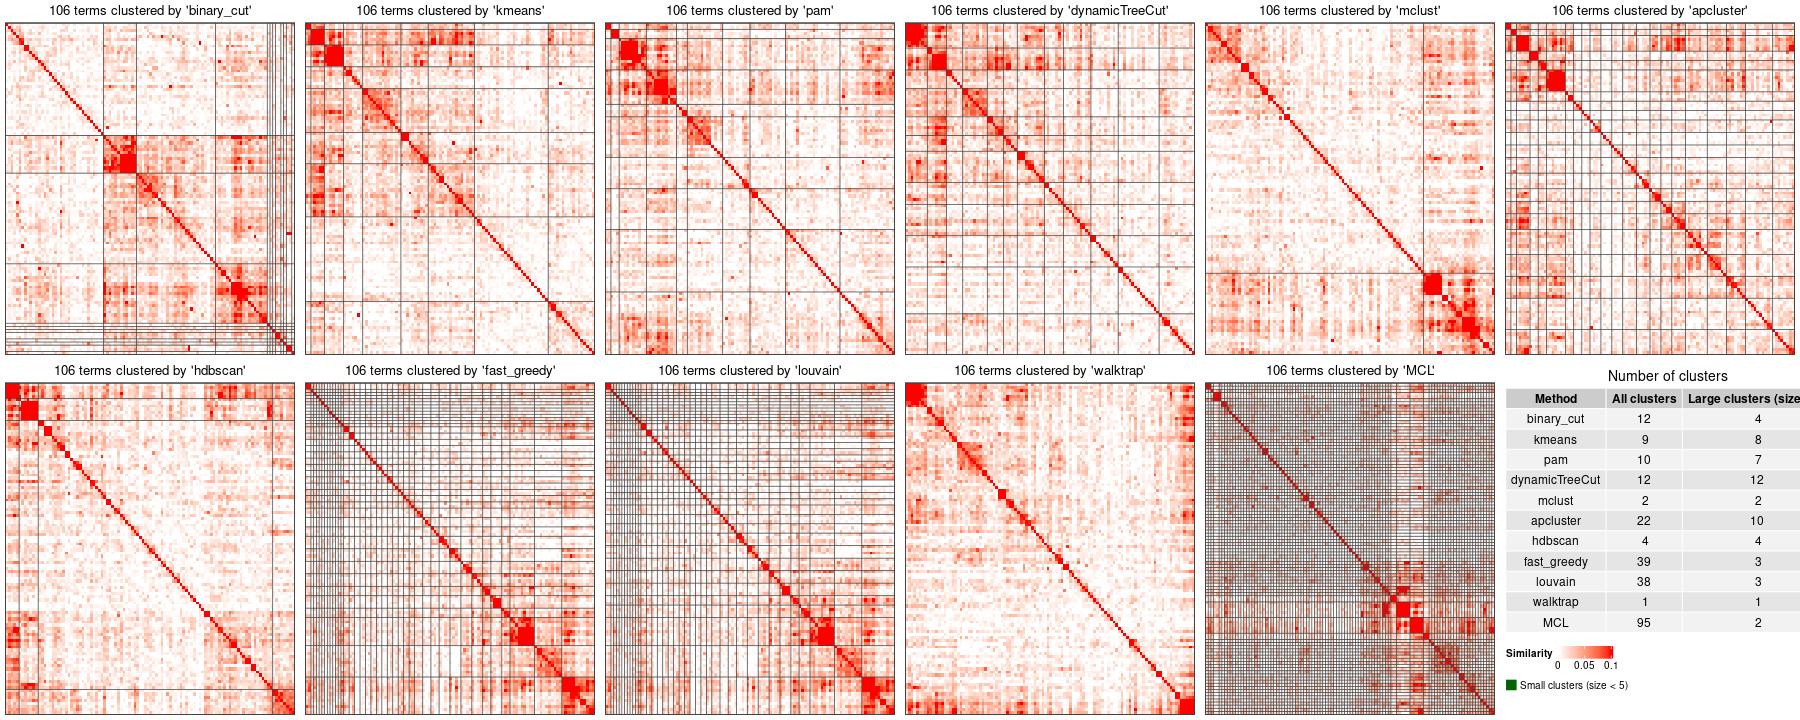 106 terms clustered by 'binary_cut'
106 terms clustered by 'kmeans'
106 terms clustered by 'pam'
106 terms clustered by 'dynamicTreeCut'
106 terms clustered by 'mclust'
106 terms clustered by 'apcluster'
106 terms clustered by 'hdbscan'
106 terms clustered by 'fast_greedy'
106 terms clustered by 'louvain'
106 terms clustered by 'walktrap'
106 terms clustered by 'MCL'
Number of clusters
Method All clusters Large clusters (size
binary_cut 12 4
kmeans 9 8
pam 10 7
dynamicTreeCut 12 12
mclust 2 2
apcluster 22 10
hdbscan 4 4
fast_greedy 39 3
louvain 38 3
walktrap 1 1
MCL 95 2
Similarity
0 0.05 0.1
Small clusters (size < 5)